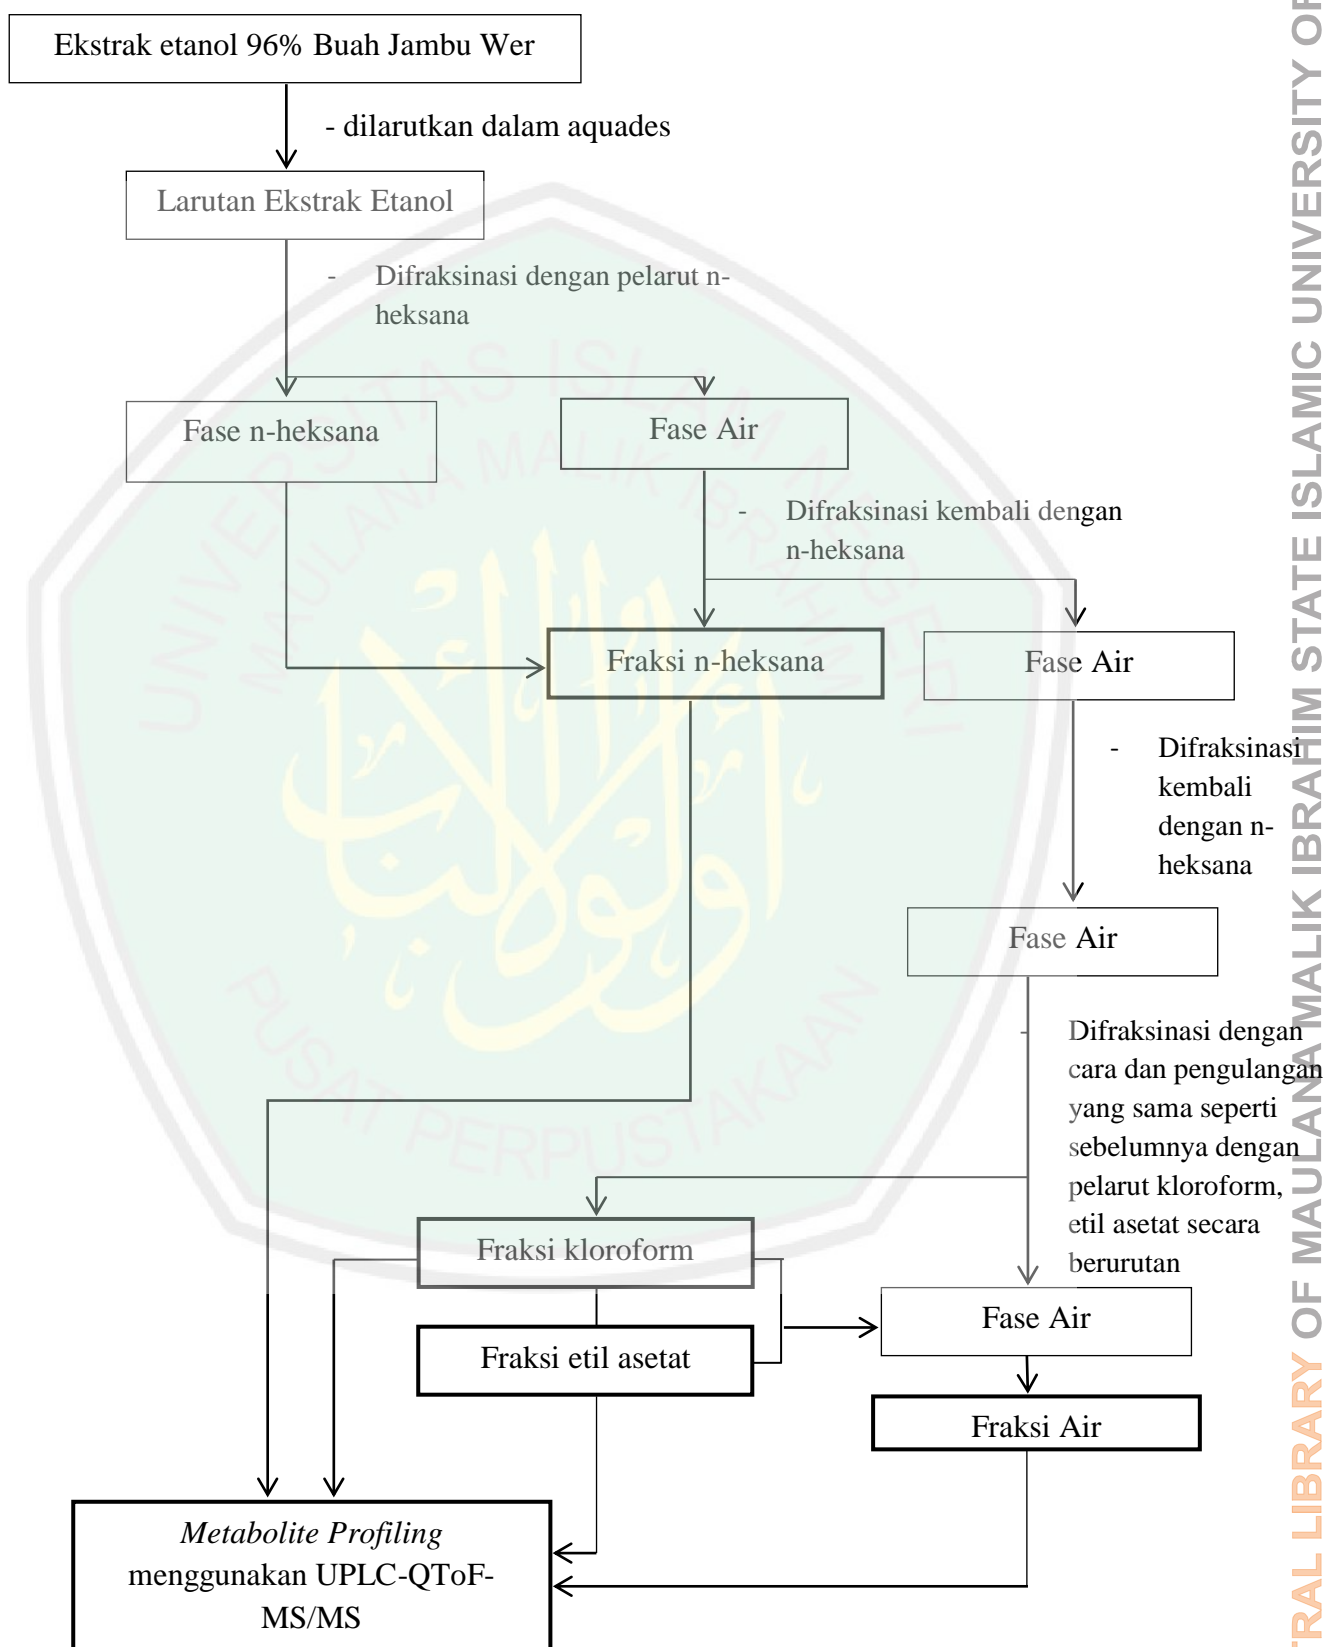 Ekstrak etanol 96% Buah Jambu Wer
- dilarutkan dalam aquades
Larutan Ekstrak Etanol
- Difraksinasi dengan pelarut n-
heksana
Fase n-heksana
Fase Air
- Difraksinasi kembali dengan
n-heksana
Fraksi n-heksana
Fase Air
- Difraksinasi
kembali
dengan n-
heksana
Fase Air
- Difraksinasi dengan
cara dan pengulangan
yang sama seperti
sebelumnya dengan
pelarut kloroform,
etil asetat secara
berurutan
Fraksi kloroform
Fase Air
Fraksi etil asetat
Fraksi Air
Metabolite Profiling
menggunakan UPLC-QToF-
MS/MS
UNIVERSITAS ISLAM NEGERI
MAULANA MALIK IBRAHIM
PUSAT PERPUSTAKAAN
TRAL LIBRARY OF MAULANA MALIK IBRAHIM STATE ISLAMIC UNIVERSITY OF